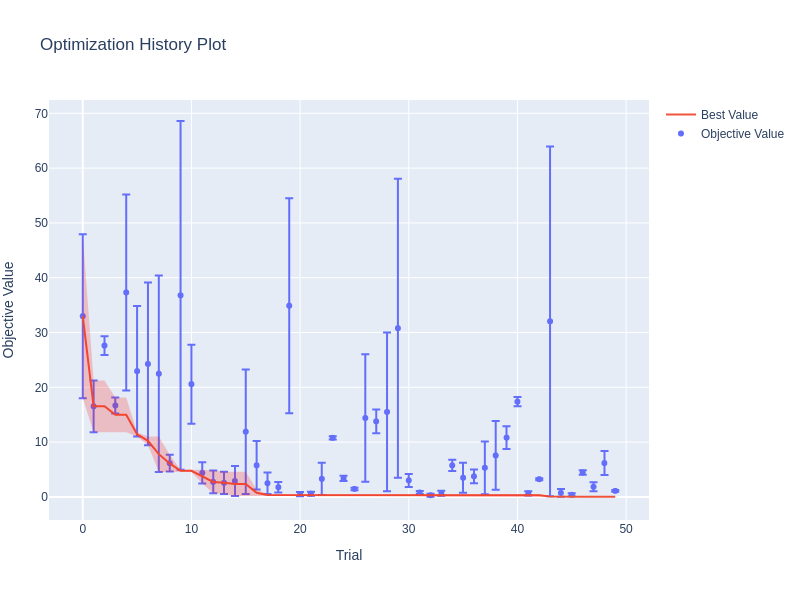 Optimization History Plot
Best Value
Objective Value
Objective Value
70
60
50
40
30
20
10
0
0 10 20 30 40 50
Trial